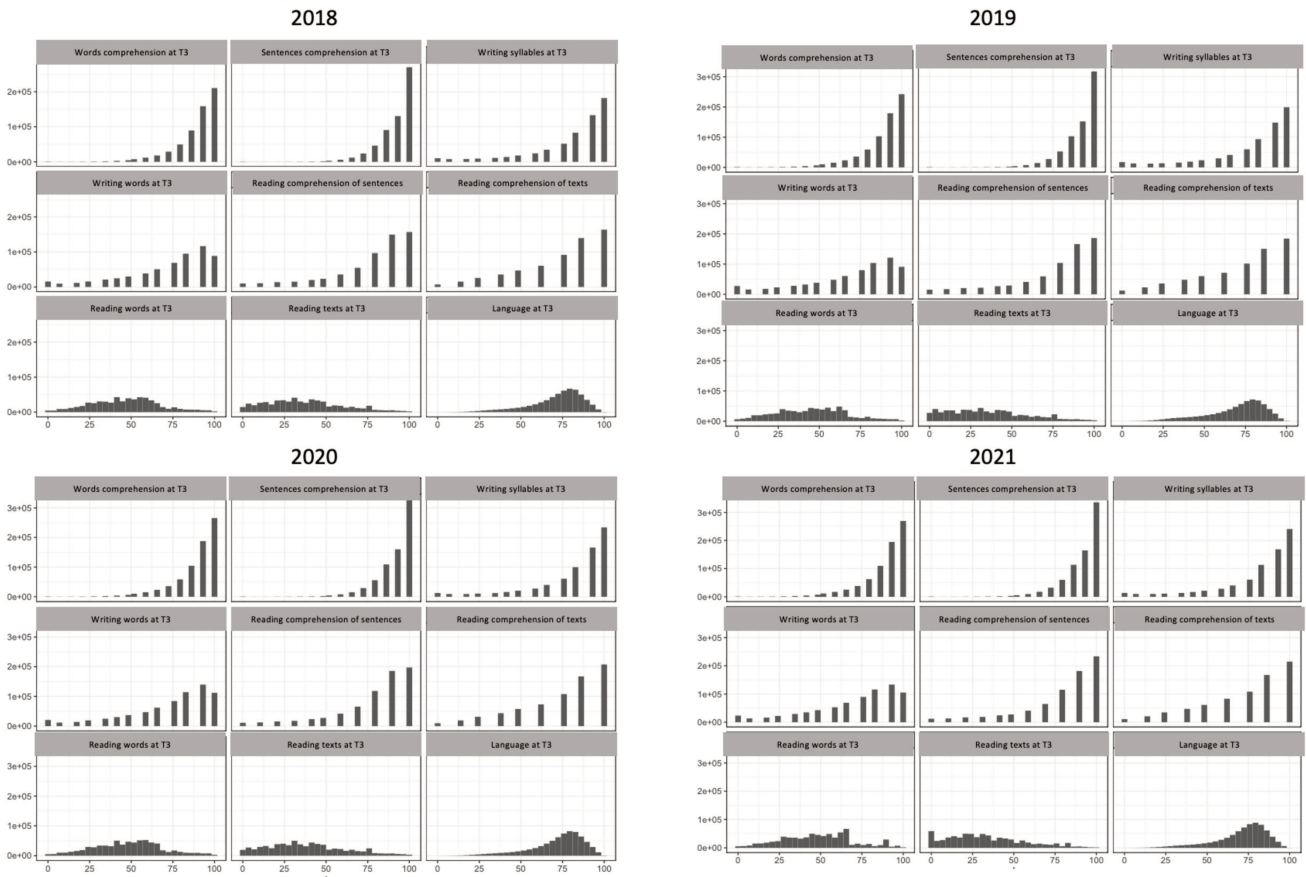 2018
Words comprehension at T3 Sentences comprehension at T3 Writing syllables at T3
2e+05
1e+05
0e+00
Writing words at T3 Reading comprehension of sentences Reading comprehension of texts
2e+05
1e+05
0e+00
Reading words at T3 Reading texts at T3 Language at T3
2e+05
1e+05
0e+00
0 25 50 75 100 0 25 50 75 100 0 25 50 75 100
2019
Words comprehension at T3 Sentences comprehension at T3 Writing syllables at T3
3e+05
2e+05
1e+05
0e+00
Writing words at T3 Reading comprehension of sentences Reading comprehension of texts
3e+05
2e+05
1e+05
0e+00
Reading words at T3 Reading texts at T3 Language at T3
3e+05
2e+05
1e+05
0e+00
0 25 50 75 100 0 25 50 75 100 0 25 50 75 100
2020
Words comprehension at T3 Sentences comprehension at T3 Writing syllables at T3
3e+05
2e+05
1e+05
0e+00
Writing words at T3 Reading comprehension of sentences Reading comprehension of texts
3e+05
2e+05
1e+05
0e+00
Reading words at T3 Reading texts at T3 Language at T3
3e+05
2e+05
1e+05
0e+00
0 25 50 75 100 0 25 50 75 100 0 25 50 75 100
2021
Words comprehension at T3 Sentences comprehension at T3 Writing syllables at T3
3e+05
2e+05
1e+05
0e+00
Writing words at T3 Reading comprehension of sentences Reading comprehension of texts
3e+05
2e+05
1e+05
0e+00
Reading words at T3 Reading texts at T3 Language at T3
3e+05
2e+05
1e+05
0e+00
0 25 50 75 100 0 25 50 75 100 0 25 50 75 100